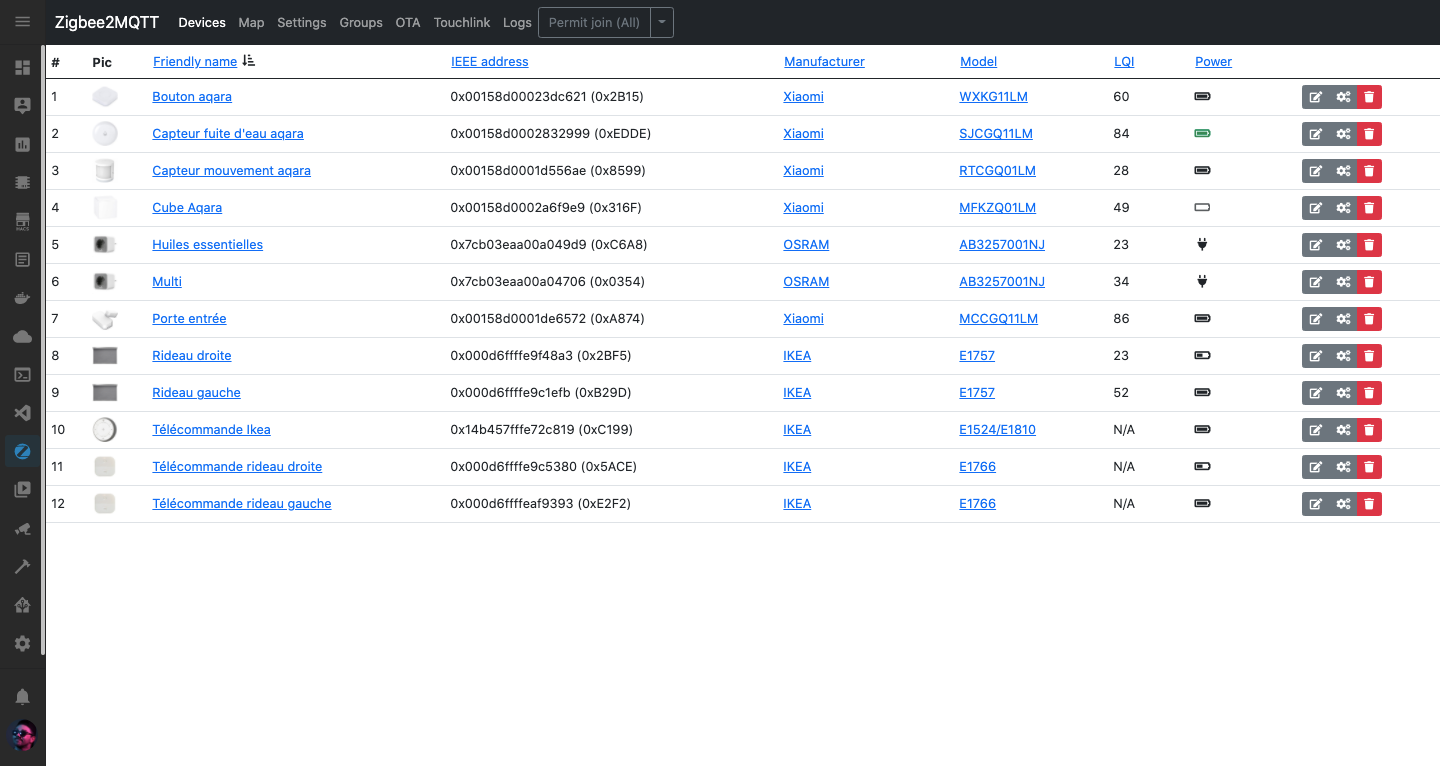 Zigbee2MQTT Devices Map Settings Groups OTA Touchlink Logs Permit join (All)
# Pic Friendly name IEEE address Manufacturer Model LQI Power
1 Bouton aqara 0x00158d00023dc621 (0x2B15) Xiaomi WXKG11LM 60
2 Capteur fuite d'eau aqara 0x00158d0002832999 (0xEDDE) Xiaomi SJCGQ11LM 84
3 Capteur mouvement aqara 0x00158d0001d556ae (0x8599) Xiaomi RTCGQ01LM 28
4 Cube Aqara 0x00158d0002a6f9e9 (0x316F) Xiaomi MFKZQ01LM 49
5 Huiles essentielles 0x7cb03eaa00a049d9 (0xC6A8) OSRAM AB3257001NJ 23
6 Multi 0x7cb03eaa00a04706 (0x0354) OSRAM AB3257001NJ 34
HACS
7 Porte entrée 0x00158d0001de6572 (0xA874) Xiaomi MCCGQ11LM 86
8 Rideau droite 0x000d6ffffe9f48a3 (0x2BF5) IKEA E1757 23
9 Rideau gauche 0x000d6ffffe9c1efb (0xB29D) IKEA E1757 52
10 Télécommande Ikea 0x14b457fffe72c819 (0xC199) IKEA E1524/E1810 N/A
11 Télécommande rideau droite 0x000d6ffffe9c5380 (0x5ACE) IKEA E1766 N/A
12 Télécommande rideau gauche 0x000d6ffffeaf9393 (0xE2F2) IKEA E1766 N/A